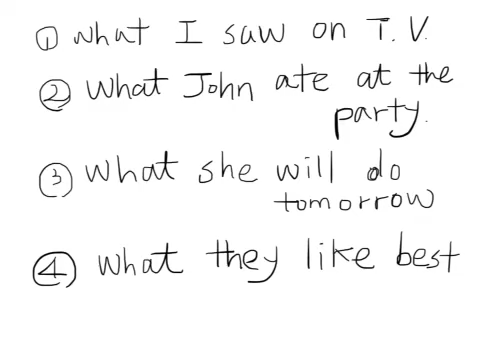 ① what I saw on T.V.
② What John ate at the
party.
③ What she will do
tomorrow
④ What they like best